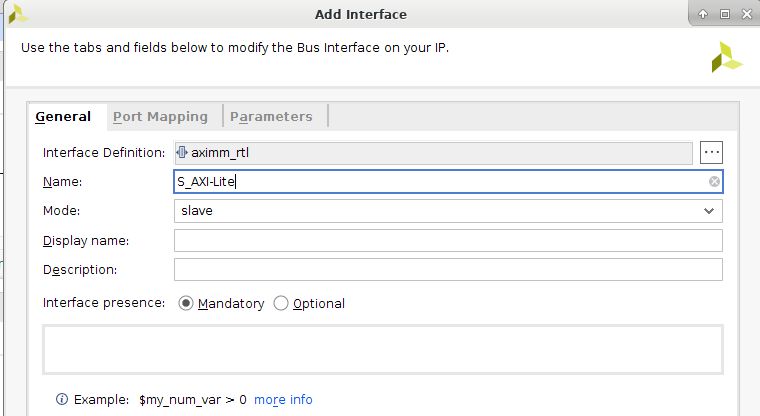 Add Interface
Use the tabs and fields below to modify the Bus Interface on your IP.
General Port Mapping Parameters
Interface Definition: aximm_rtl ...
Name: S_AXI-Lite
Mode: slave
Display name:
Description:
Interface presence: Mandatory Optional
Example: $my_num_var > 0 more info